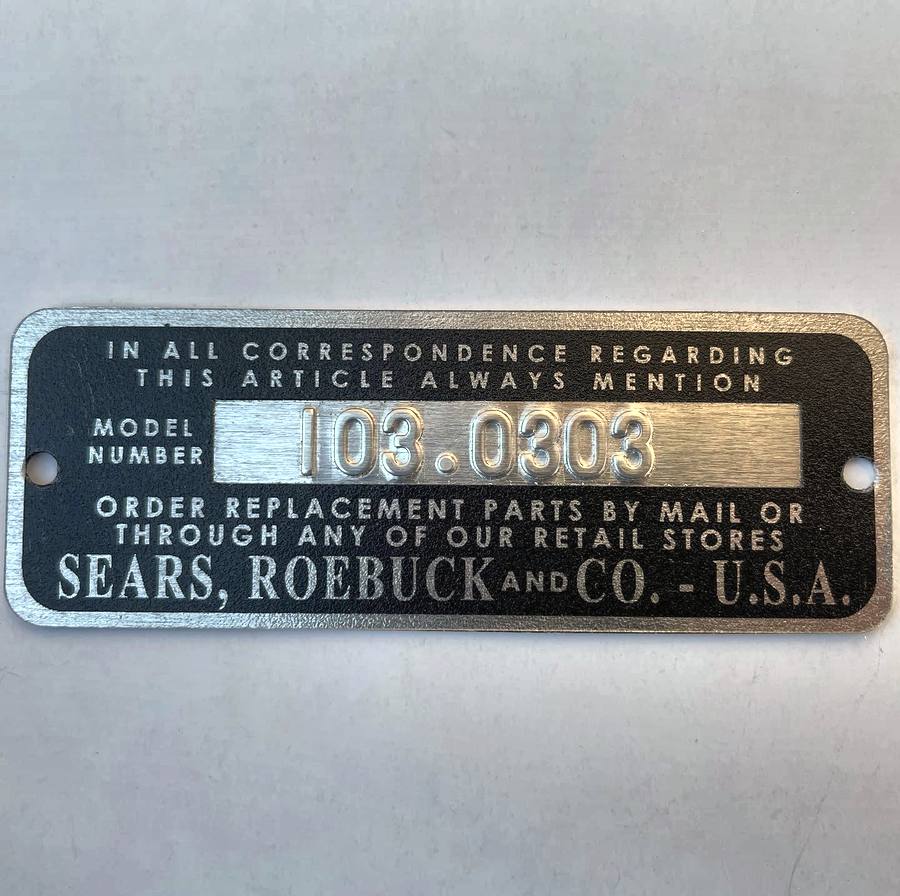 IN ALL CORRESPONDENCE REGARDING
THIS ARTICLE ALWAYS MENTION
MODEL NUMBER 103.0303
ORDER REPLACEMENT PARTS BY MAIL OR
THROUGH ANY OF OUR RETAIL STORES
SEARS, ROEBUCK AND CO. - U.S.A.